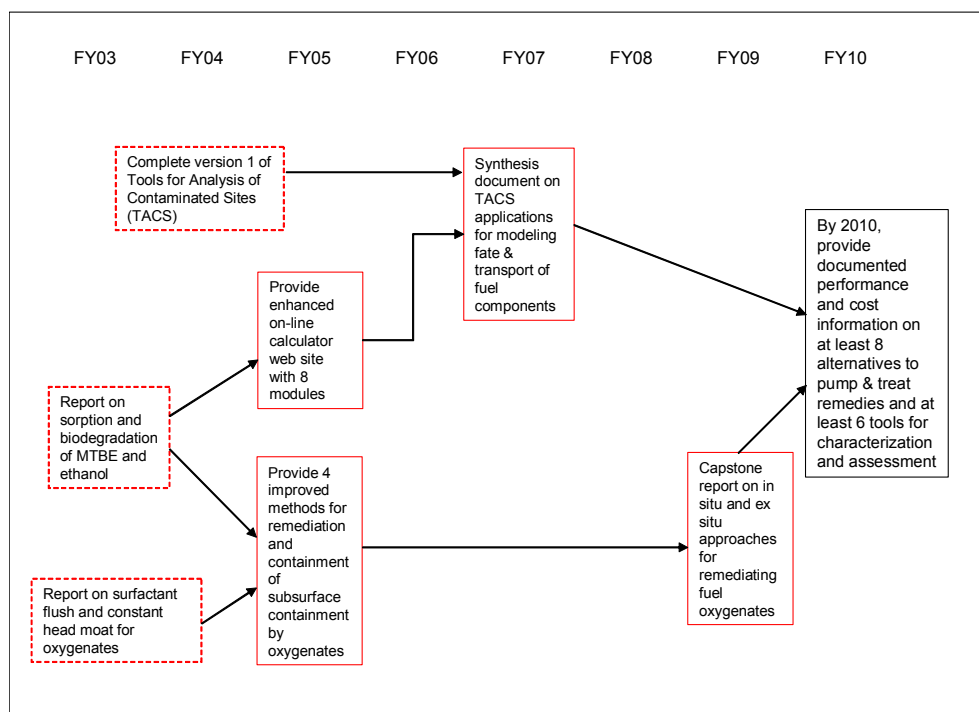 FY03 FY04 FY05 FY06 FY07 FY08 FY09 FY10
Complete version 1 of
Tools for Analysis of
Contaminated Sites
(TACS)
Synthesis
document on
TACS
applications
for modeling
fate &
transport of
fuel
components
By 2010,
provide
documented
performance
and cost
information on
at least 8
alternatives to
pump & treat
remedies and at
least 6 tools for
characterization
and assessment
Provide
enhanced
on-line
calculator
web site
with 8
modules
Report on
sorption and
biodegradation
of MTBE and
ethanol
Provide 4
improved
methods for
remediation
and
containment
of
subsurface
containment
by
oxygenates
Capstone
report on in
situ and ex
situ
approaches
for
remediating
fuel
oxygenates
Report on surfactant
flush and constant
head moat for
oxygenates